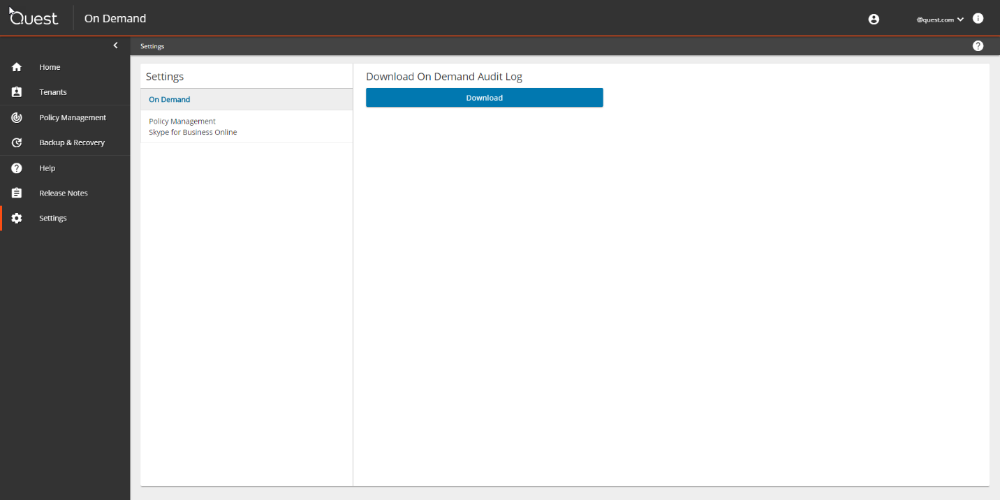 Quest
On Demand
@quest.com
Settings
Home
Tenants
Policy Management
Backup & Recovery
Help
Release Notes
Settings
Settings
On Demand
Policy Management
Skype for Business Online
Download On Demand Audit Log
Download